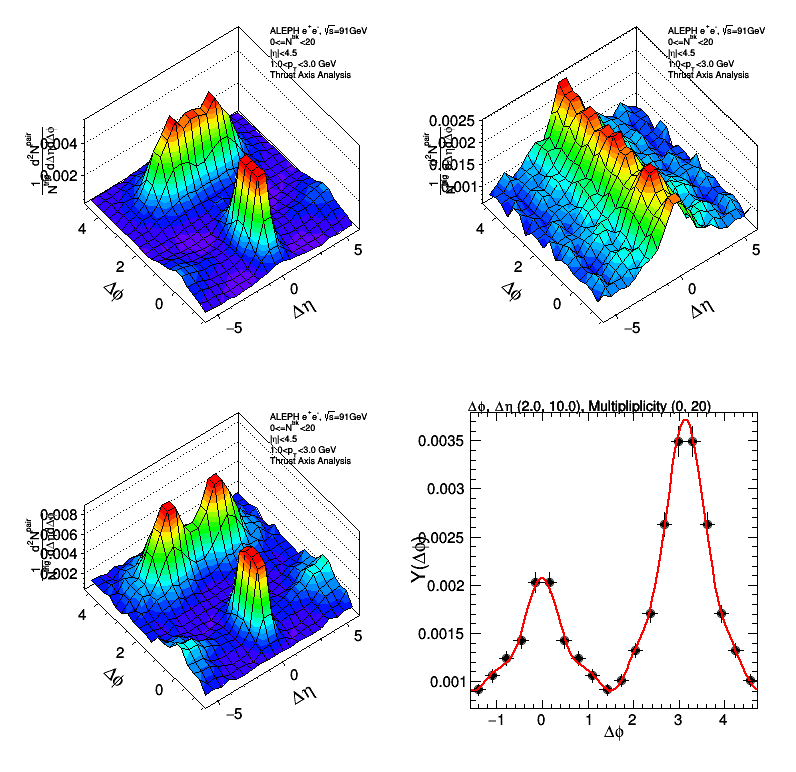 ALEPH e⁺e⁻, √s=91GeV
0<=N^trk<20
|η|<4.5
1.0<p_T<3.0 GeV
Thrust Axis Analysis
0.004
0.002
4
2
0
Δφ
−5
0
5
Δη
ALEPH e⁺e⁻, √s=91GeV
0<=N^trk<20
|η|<4.5
1.0<p_T<3.0 GeV
Thrust Axis Analysis
0.0025
0.002
0.0015
0.001
4
2
0
Δφ
−5
0
5
Δη
ALEPH e⁺e⁻, √s=91GeV
0<=N^trk<20
|η|<4.5
1.0<p_T<3.0 GeV
Thrust Axis Analysis
0.008
0.006
0.004
0.002
4
2
0
Δφ
−5
0
5
Δη
Δφ, Δη (2.0, 10.0), Multipliplicity (0, 20)
0.0035
0.003
0.0025
Y(Δφ)
0.002
0.0015
0.001
−1 0 1 2 3 4
Δφ